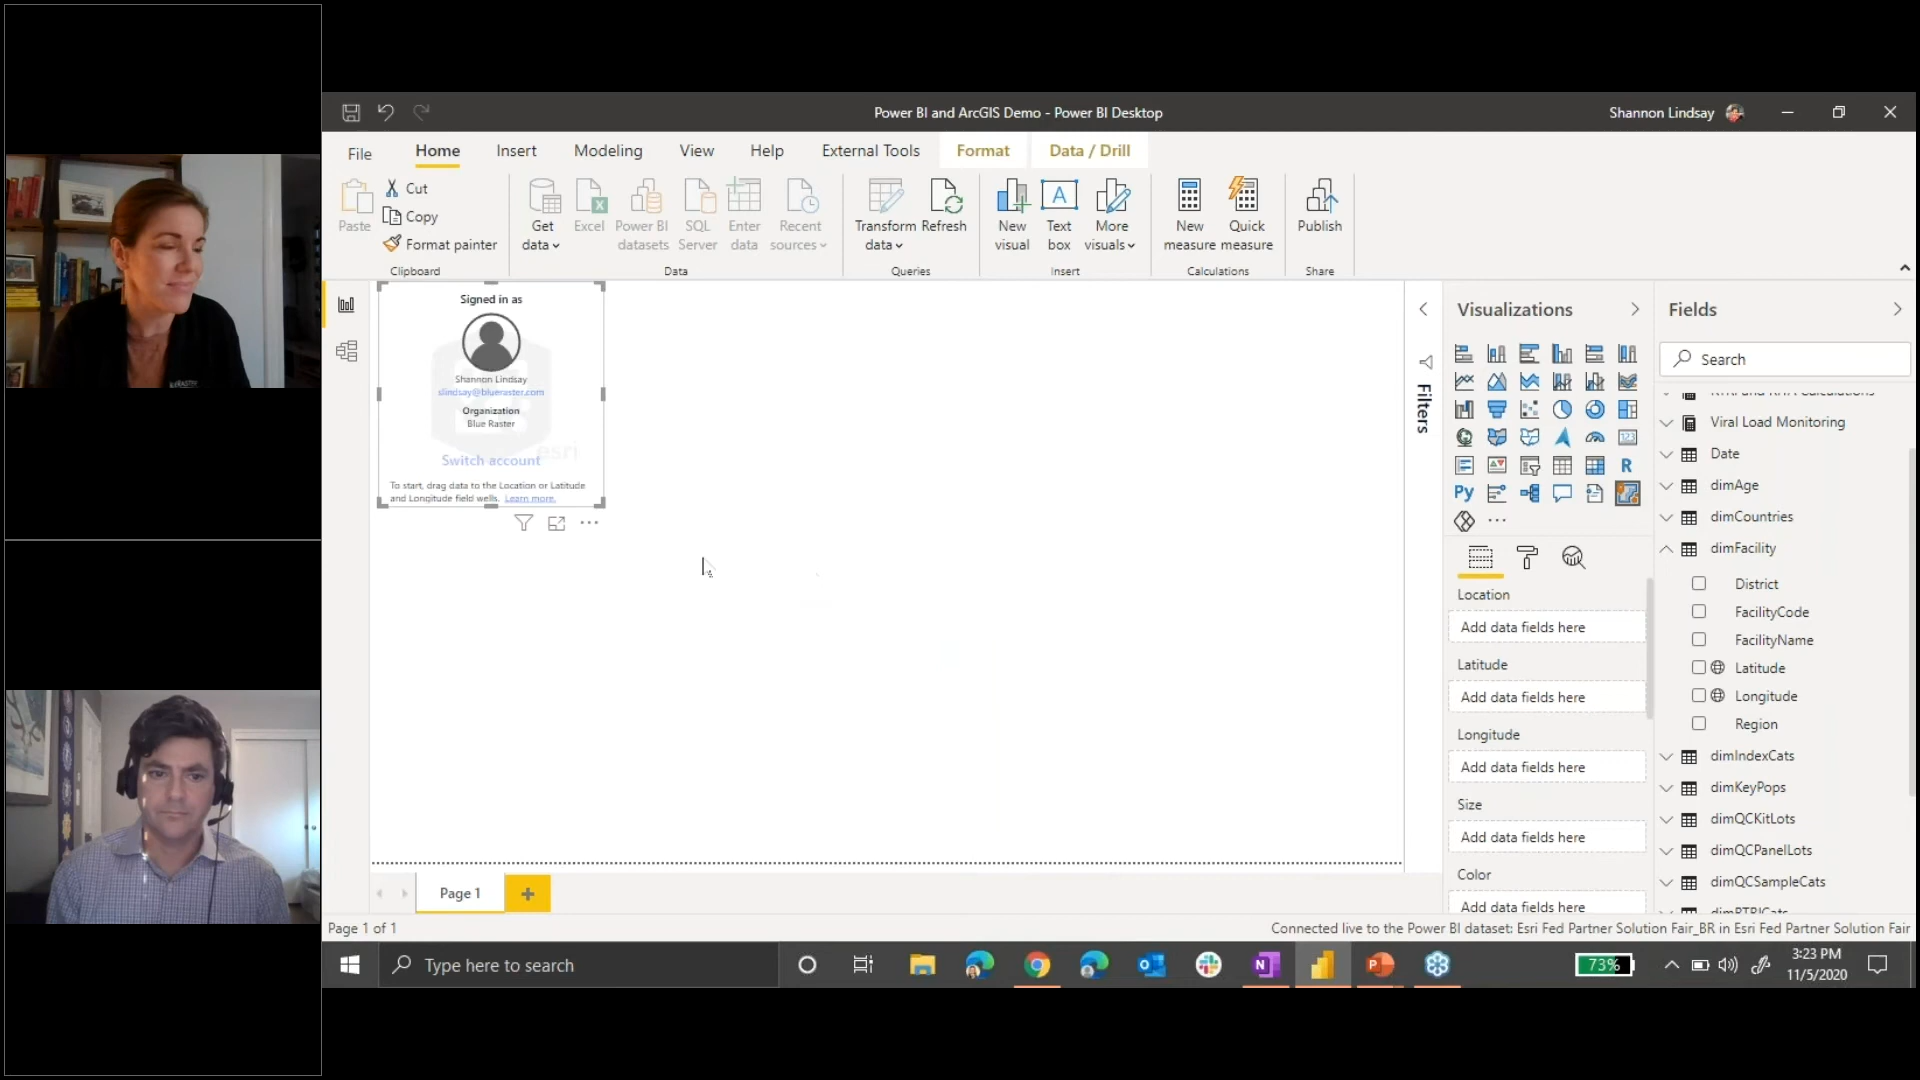 Power BI and ArcGIS Demo - Power BI Desktop
Shannon Lindsay
File
Home
Insert
Modeling
View
Help
External Tools
Format
Data / Drill
Paste
Cut
Copy
Format painter
Clipboard
Get data
Excel
Power BI datasets
SQL Server
Enter data
Recent sources
Data
Transform data
Refresh
Queries
New visual
Text box
More visuals
Insert
New measure
Quick measure
Calculations
Publish
Share
Signed in as
Shannon Lindsay
slindsay@blueraster.com
Organization
Blue Raster
esri
Switch account
To start, drag data to the Location or Latitude
and Longitude field wells. Learn more.
Filters
Visualizations
R
Py
Location
Add data fields here
Latitude
Add data fields here
Longitude
Add data fields here
Size
Add data fields here
Color
Add data fields here
Fields
Search
Viral Load Monitoring
Date
dimAge
dimCountries
dimFacility
District
FacilityCode
FacilityName
Latitude
Longitude
Region
dimIndexCats
dimKeyPops
dimQCKitLots
dimQCPanelLots
dimQCSampleCats
Page 1
Page 1 of 1
Connected live to the Power BI dataset: Esri Fed Partner Solution Fair_BR in Esri Fed Partner Solution Fair
Type here to search
73%
3:23 PM
11/5/2020